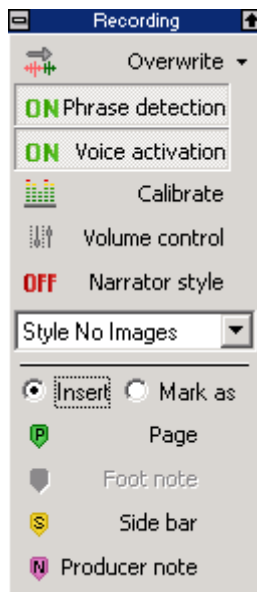 Recording
Overwrite
ON Phrase detection
ON Voice activation
Calibrate
Volume control
OFF Narrator style
Style No Images
Insert Mark as
P Page
Foot note
S Side bar
N Producer note